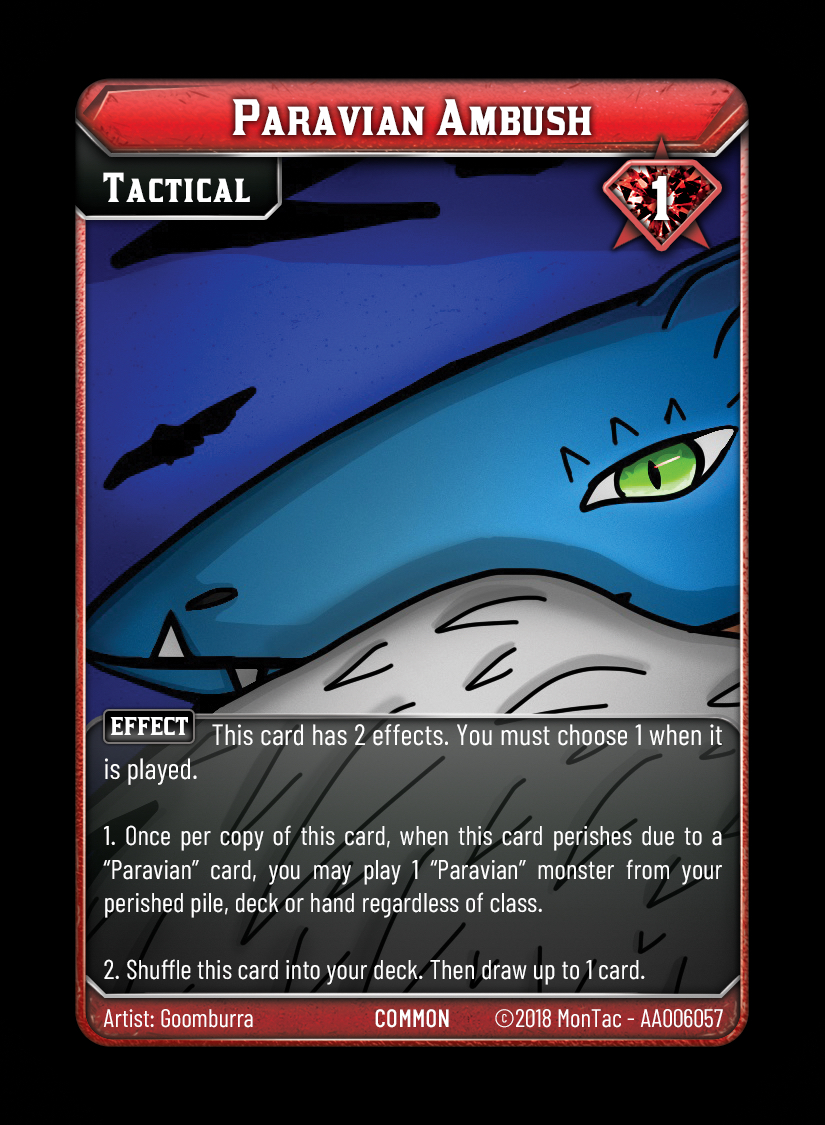 Paravian Ambush
Tactical
1
EFFECT This card has 2 effects. You must choose 1 when it
is played.
1. Once per copy of this card, when this card perishes due to a
“Paravian” card, you may play 1 “Paravian” monster from your
perished pile, deck or hand regardless of class.
2. Shuffle this card into your deck. Then draw up to 1 card.
Artist: Goomburra COMMON ©2018 MonTac - AA006057